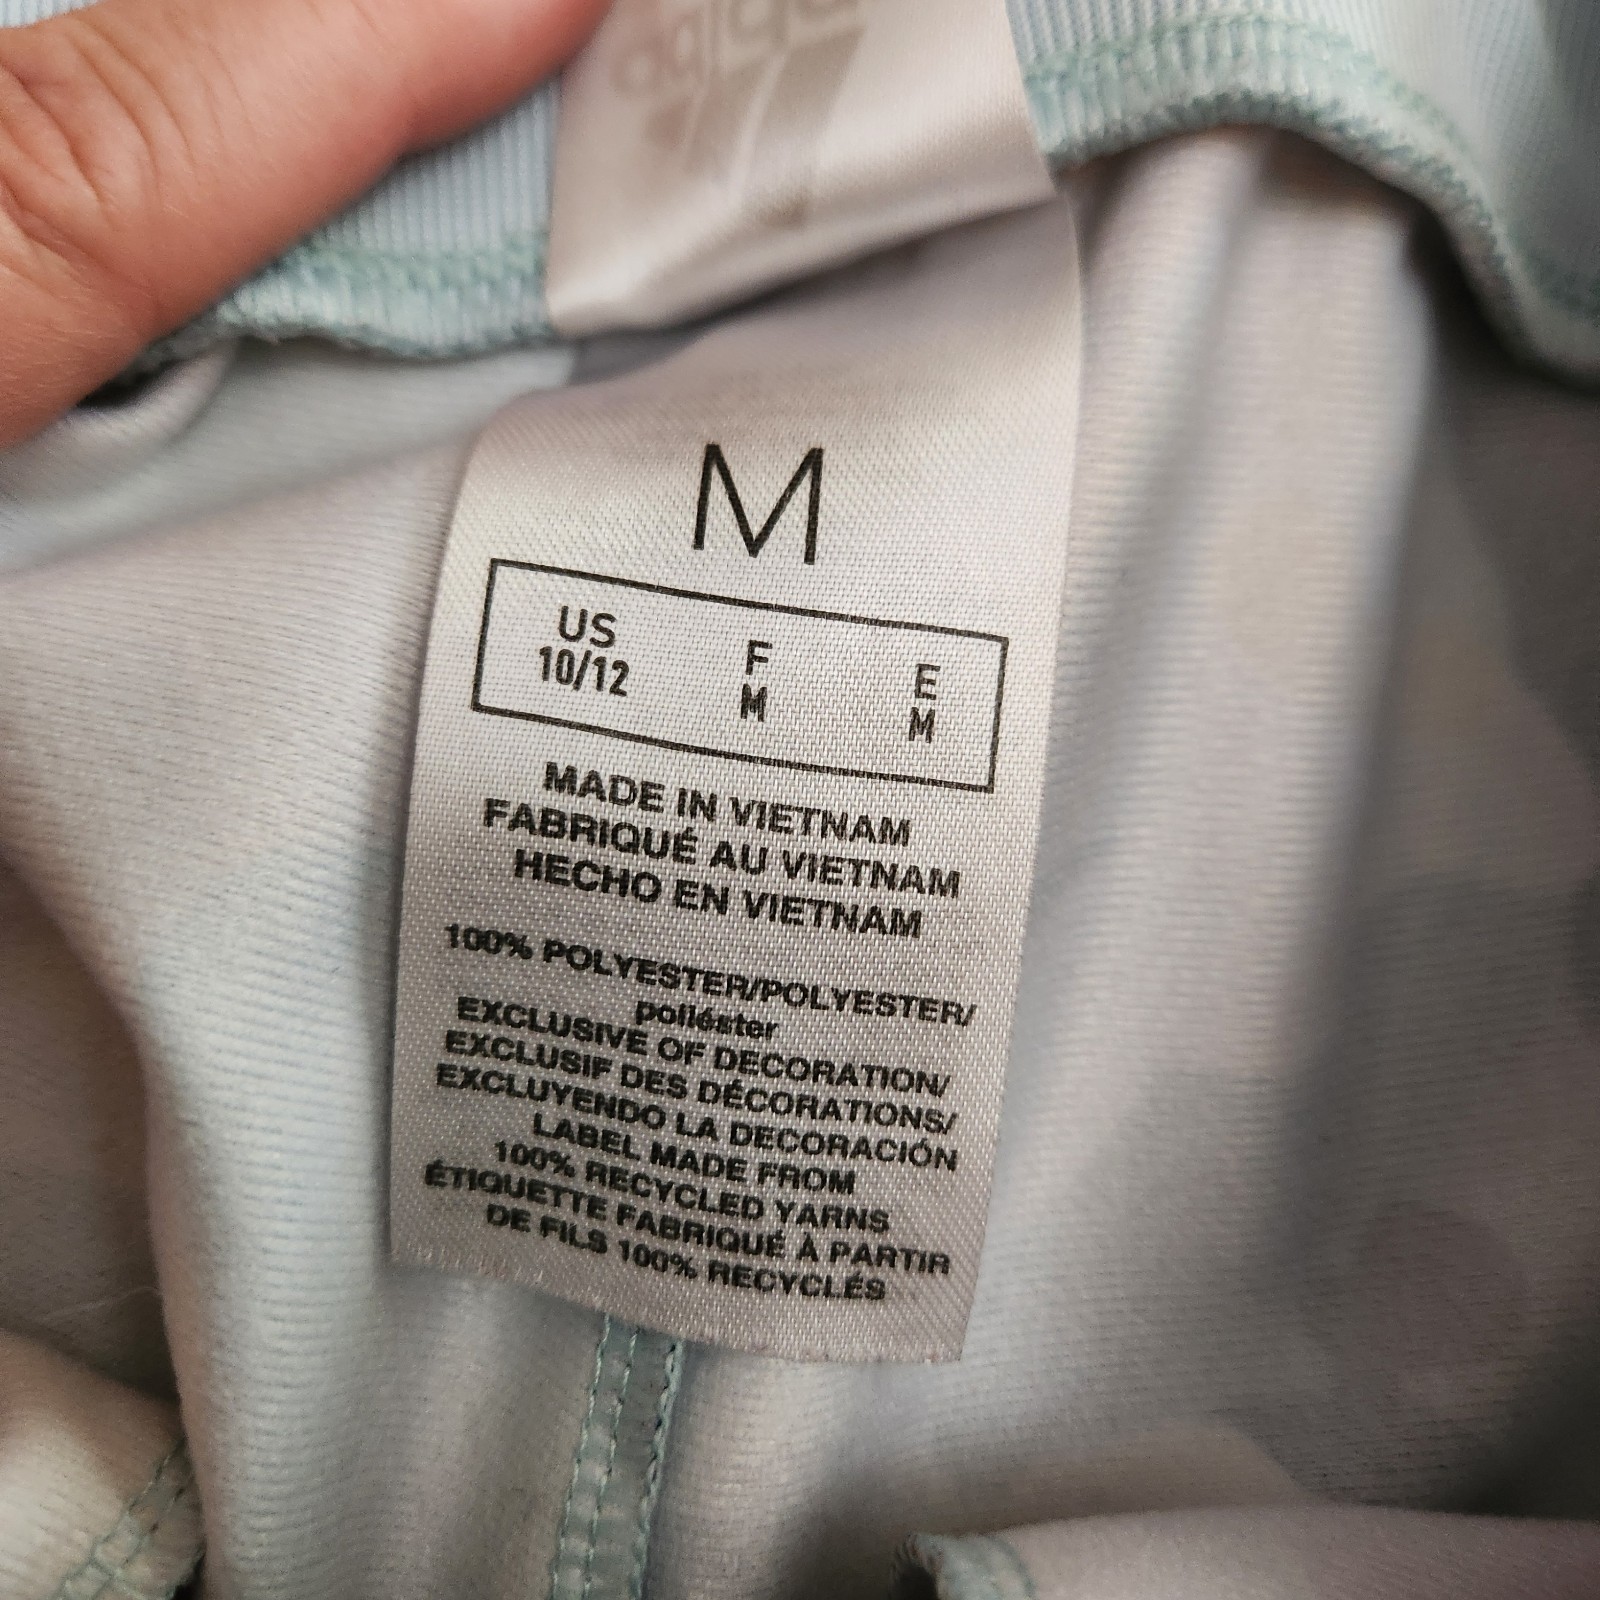 adidas
M
US F E
10/12 M M
MADE IN VIETNAM
FABRIQUÉ AU VIETNAM
HECHO EN VIETNAM
100% POLYESTER/POLYESTER/
poliéster
EXCLUSIVE OF DECORATION/
EXCLUSIF DES DÉCORATIONS/
EXCLUYENDO LA DECORACIÓN
LABEL MADE FROM
100% RECYCLED YARNS
ÉTIQUETTE FABRIQUÉ À PARTIR
DE FILS 100% RECYCLÉS